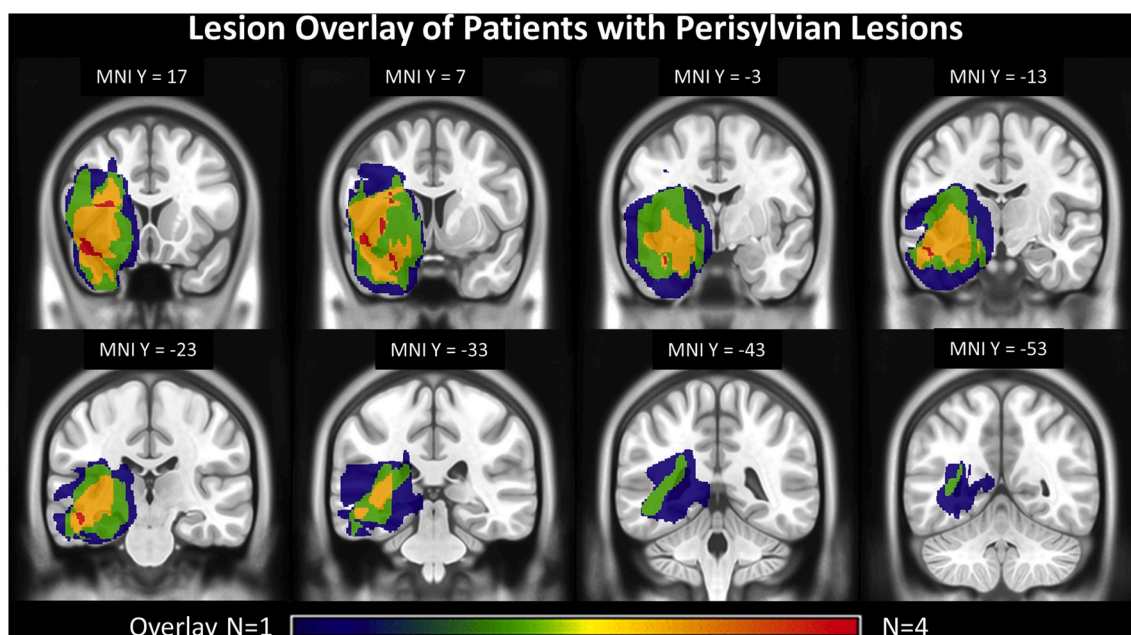 Lesion Overlay of Patients with Perisylvian Lesions
MNI Y = 17
MNI Y = 7
MNI Y = -3
MNI Y = -13
MNI Y = -23
MNI Y = -33
MNI Y = -43
MNI Y = -53
Overlay N=1
N=4